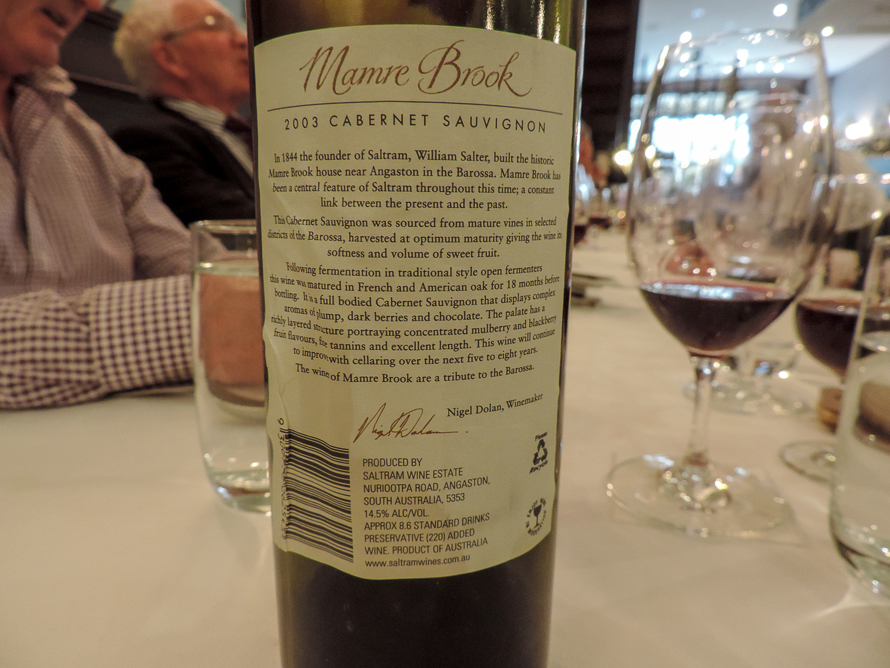 Mamre Brook
2003 CABERNET SAUVIGNON
In 1844 the founder of Saltram, William Salter, built the historic
Mamre Brook house near Angaston in the Barossa. Mamre Brook has
been a central feature of Saltram throughout this time; a constant
link between the present and the past.
This Cabernet Sauvignon was sourced from mature vines in selected
districts of the Barossa, harvested at optimum maturity giving the wine its
softness and volume of sweet fruit.
Following fermentation in traditional style open fermenters
this wine was matured in French and American oak for 18 months before
bottling. It is a full bodied Cabernet Sauvignon that displays complex
aromas of plump, dark berries and chocolate. The palate has a
richly layered structure portraying concentrated mulberry and blackberry
fruit flavours, fine tannins and excellent length. This wine will continue
to improve with cellaring over the next five to eight years.
The wine of Mamre Brook are a tribute to the Barossa.
Nigel Dolan
Nigel Dolan, Winemaker
Please
Recycle
PRODUCED BY
SALTRAM WINE ESTATE
NURIOOTPA ROAD, ANGASTON,
SOUTH AUSTRALIA, 5353
14.5% ALC/VOL.
APPROX 8.6 STANDARD DRINKS
PRESERVATIVE (220) ADDED
WINE. PRODUCT OF AUSTRALIA
www.saltramwines.com.au